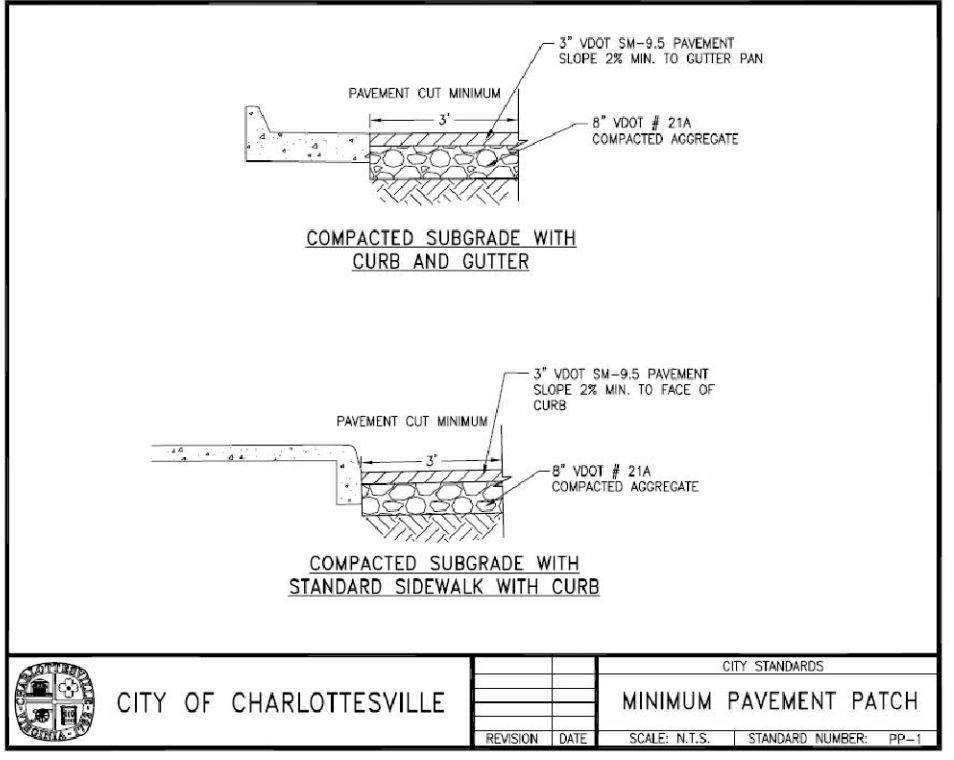 3" VDOT SM-9.5 PAVEMENT
SLOPE 2% MIN. TO GUTTER PAN
PAVEMENT CUT MINIMUM
3'
8" VDOT # 21A
COMPACTED AGGREGATE
COMPACTED SUBGRADE WITH
CURB AND GUTTER
3" VDOT SM-9.5 PAVEMENT
SLOPE 2% MIN. TO FACE OF
CURB
PAVEMENT CUT MINIMUM
3'
8" VDOT # 21A
COMPACTED AGGREGATE
COMPACTED SUBGRADE WITH
STANDARD SIDEWALK WITH CURB
CHARLOTTESVILLE
VIRGINIA
CITY OF CHARLOTTESVILLE
REVISION DATE
CITY STANDARDS
MINIMUM PAVEMENT PATCH
SCALE: N.T.S. STANDARD NUMBER: PP-1